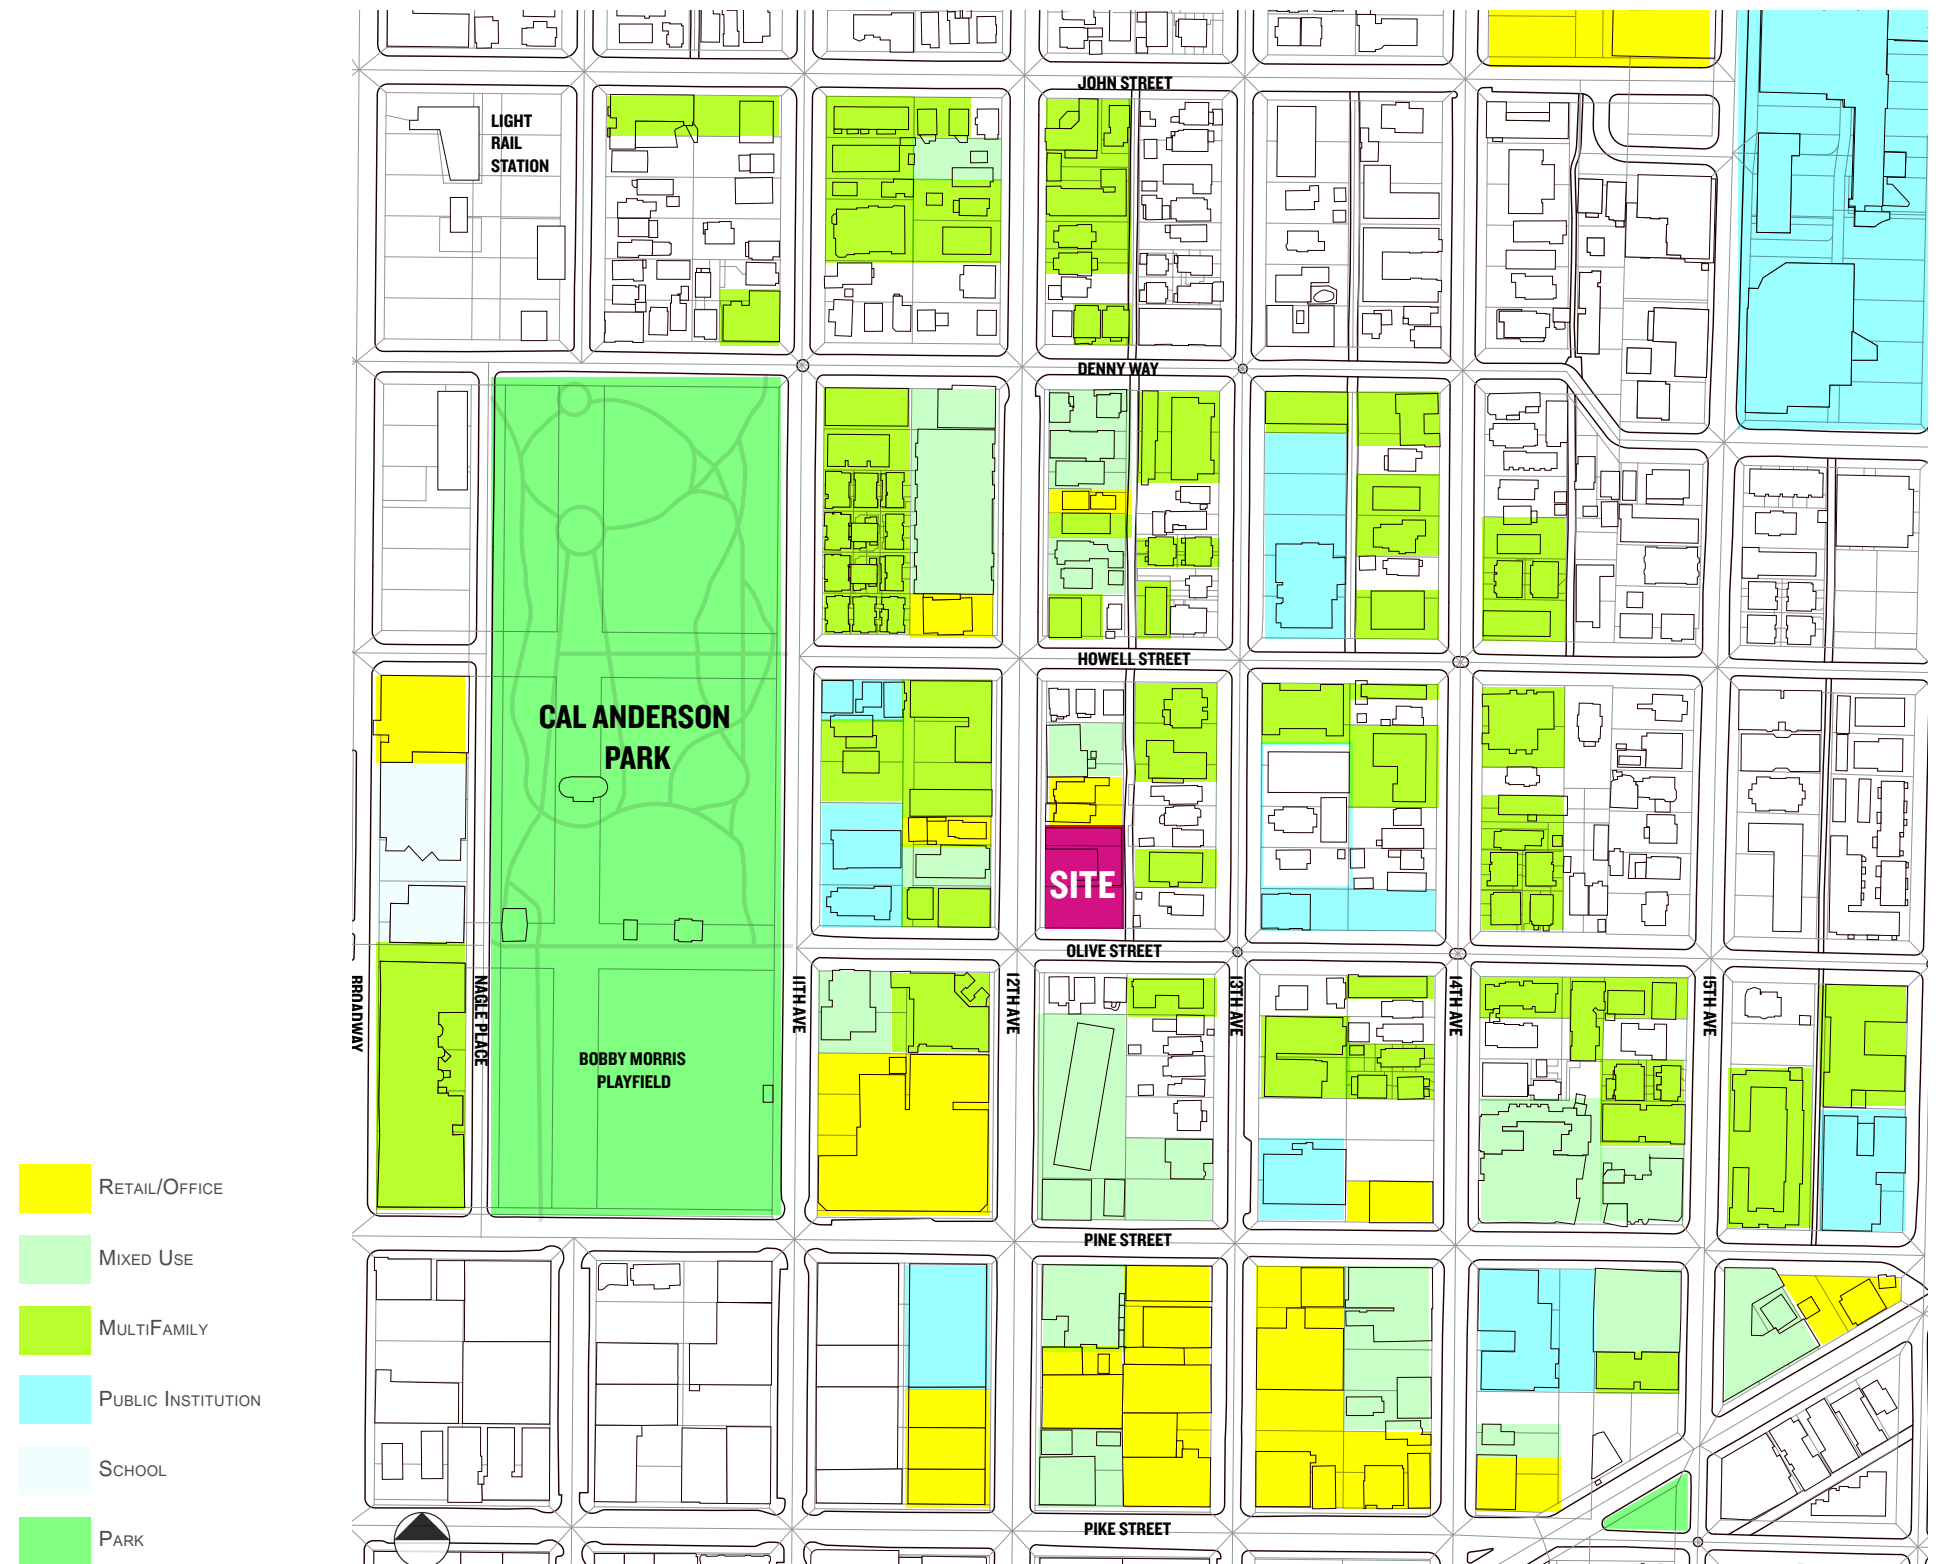 JOHN STREET
LIGHT
RAIL
STATION
DENNY WAY
HOWELL STREET
CAL ANDERSON
PARK
SITE
OLIVE STREET
BROADWAY
NAGLE PLACE
11TH AVE
12TH AVE
13TH AVE
14TH AVE
15TH AVE
BOBBY MORRIS
PLAYFIELD
PINE STREET
PIKE STREET
RETAIL/OFFICE
MIXED USE
MULTIFAMILY
PUBLIC INSTITUTION
SCHOOL
PARK